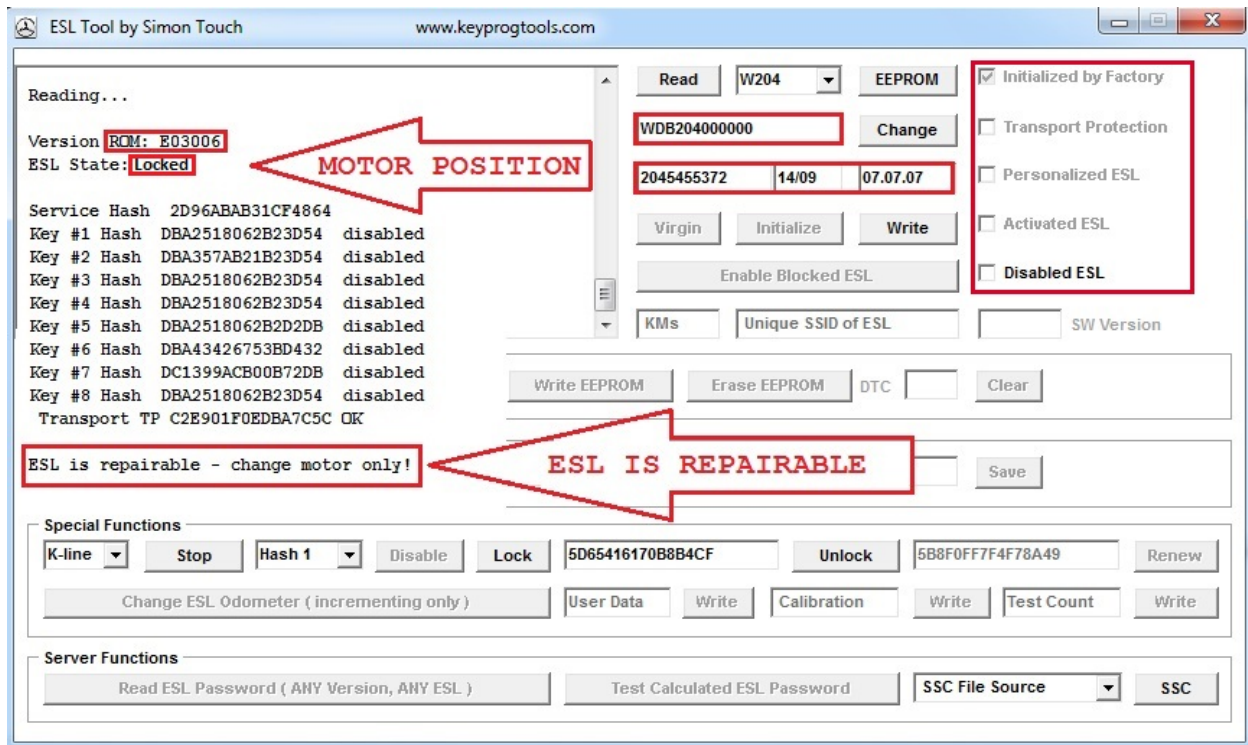 ESL Tool by Simon Touch www.keyprogtools.com
Reading...
Version ROM: E03006
ESL State: Locked
MOTOR POSITION
Service Hash 2D96ABAB31CF4864
Key #1 Hash DBA2518062B23D54 disabled
Key #2 Hash DBA357AB21B23D54 disabled
Key #3 Hash DBA2518062B23D54 disabled
Key #4 Hash DBA2518062B23D54 disabled
Key #5 Hash DBA2518062B2D2DB disabled
Key #6 Hash DBA43426753BD432 disabled
Key #7 Hash DC1399ACB00B72DB disabled
Key #8 Hash DBA2518062B23D54 disabled
Transport TP C2E901F0EDBA7C5C OK
ESL is repairable - change motor only!
ESL IS REPAIRABLE
Read W204 EEPROM
WDB204000000 Change
2045455372 14/09 07.07.07
Virgin Initialize Write
Enable Blocked ESL
KMs Unique SSID of ESL SW Version
Initialized by Factory
Transport Protection
Personalized ESL
Activated ESL
Disabled ESL
Write EEPROM Erase EEPROM DTC Clear
Save
Special Functions
K-line Stop Hash 1 Disable Lock 5D65416170B8B4CF Unlock 5B8F0FF7F4F78A49 Renew
Change ESL Odometer ( incrementing only ) User Data Write Calibration Write Test Count Write
Server Functions
Read ESL Password ( ANY Version, ANY ESL ) Test Calculated ESL Password SSC File Source SSC